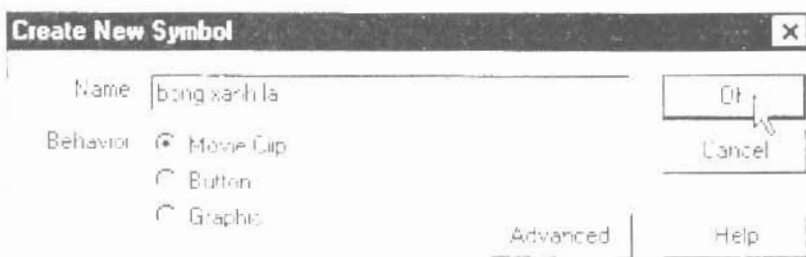 Create New Symbol
Name bong xanh la OK
Behavior Movie Clip Cancel
Button
Graphic
Advanced Help